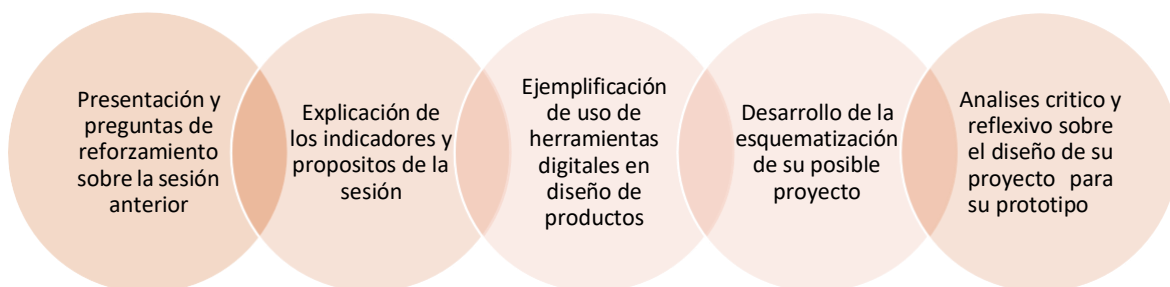 Presentación y
preguntas de
reforzamiento
sobre la sesión
anterior
Explicación de
los indicadores y
propositos de la
sesión
Ejemplificación
de uso de
herramientas
digitales en
diseño de
productos
Desarrollo de la
esquematización
de su posible
proyecto
Analises critico y
reflexivo sobre
el diseño de su
proyecto para
su prototipo